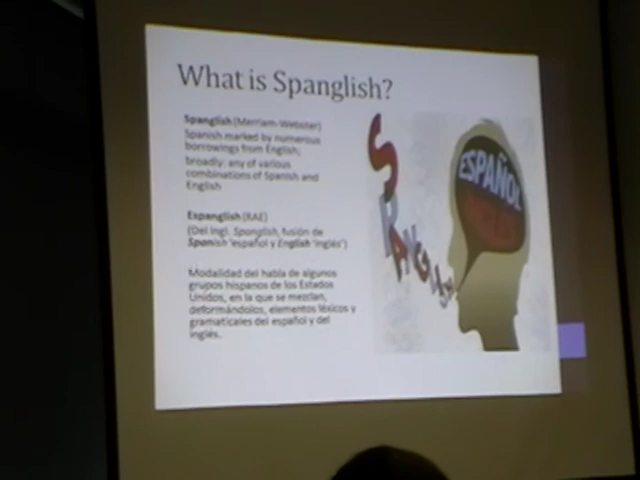 What is Spanglish?
Spanglish (Merriam-Webster)
Spanish marked by numerous
borrowings from English;
broadly: any of various
combinations of Spanish and
English
Espanglish (RAE)
(Del ingl. Spanglish, fusión de
Spanish 'español y English 'inglés')
Modalidad del habla de algunos
grupos hispanos de los Estados
Unidos, en la que se mezclan,
deformándolos, elementos léxicos y
gramaticales del español y del
inglés.
ESPAÑOL